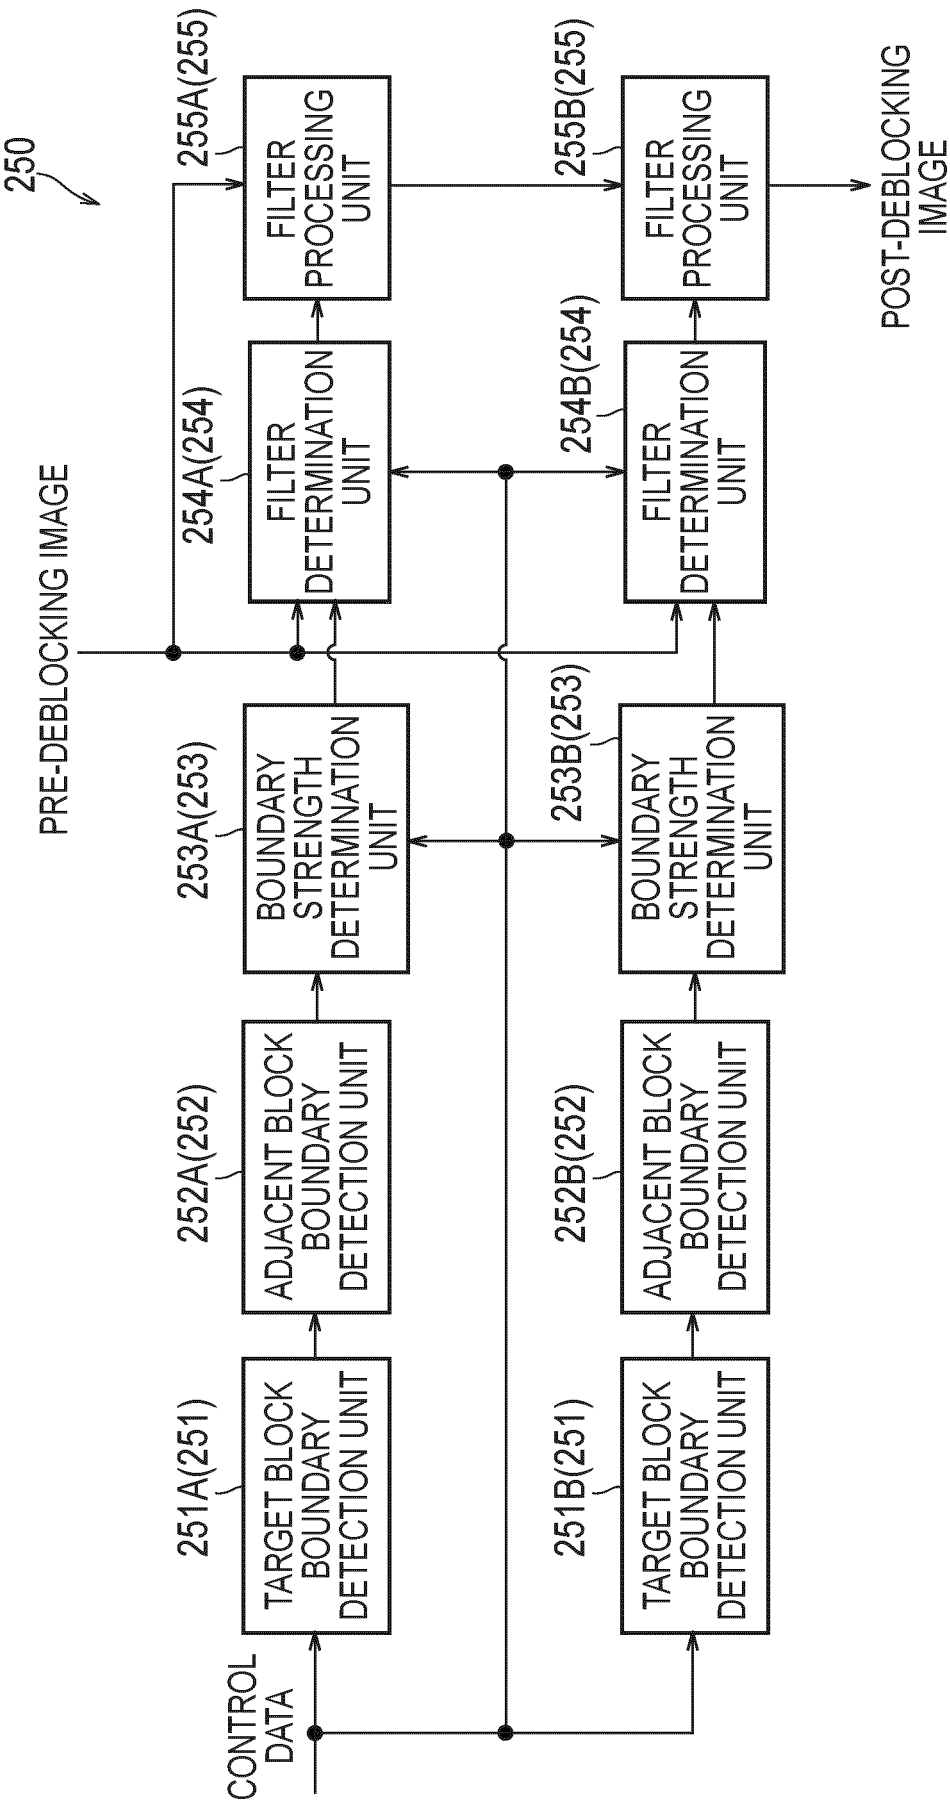 250
PRE-DEBLOCKING IMAGE
CONTROL
DATA
251A(251)
TARGET BLOCK
BOUNDARY
DETECTION UNIT
252A(252)
ADJACENT BLOCK
BOUNDARY
DETECTION UNIT
253A(253)
BOUNDARY
STRENGTH
DETERMINATION
UNIT
254A(254)
FILTER
DETERMINATION
UNIT
255A(255)
FILTER
PROCESSING
UNIT
251B(251)
TARGET BLOCK
BOUNDARY
DETECTION UNIT
252B(252)
ADJACENT BLOCK
BOUNDARY
DETECTION UNIT
253B(253)
BOUNDARY
STRENGTH
DETERMINATION
UNIT
254B(254)
FILTER
DETERMINATION
UNIT
255B(255)
FILTER
PROCESSING
UNIT
POST-DEBLOCKING
IMAGE